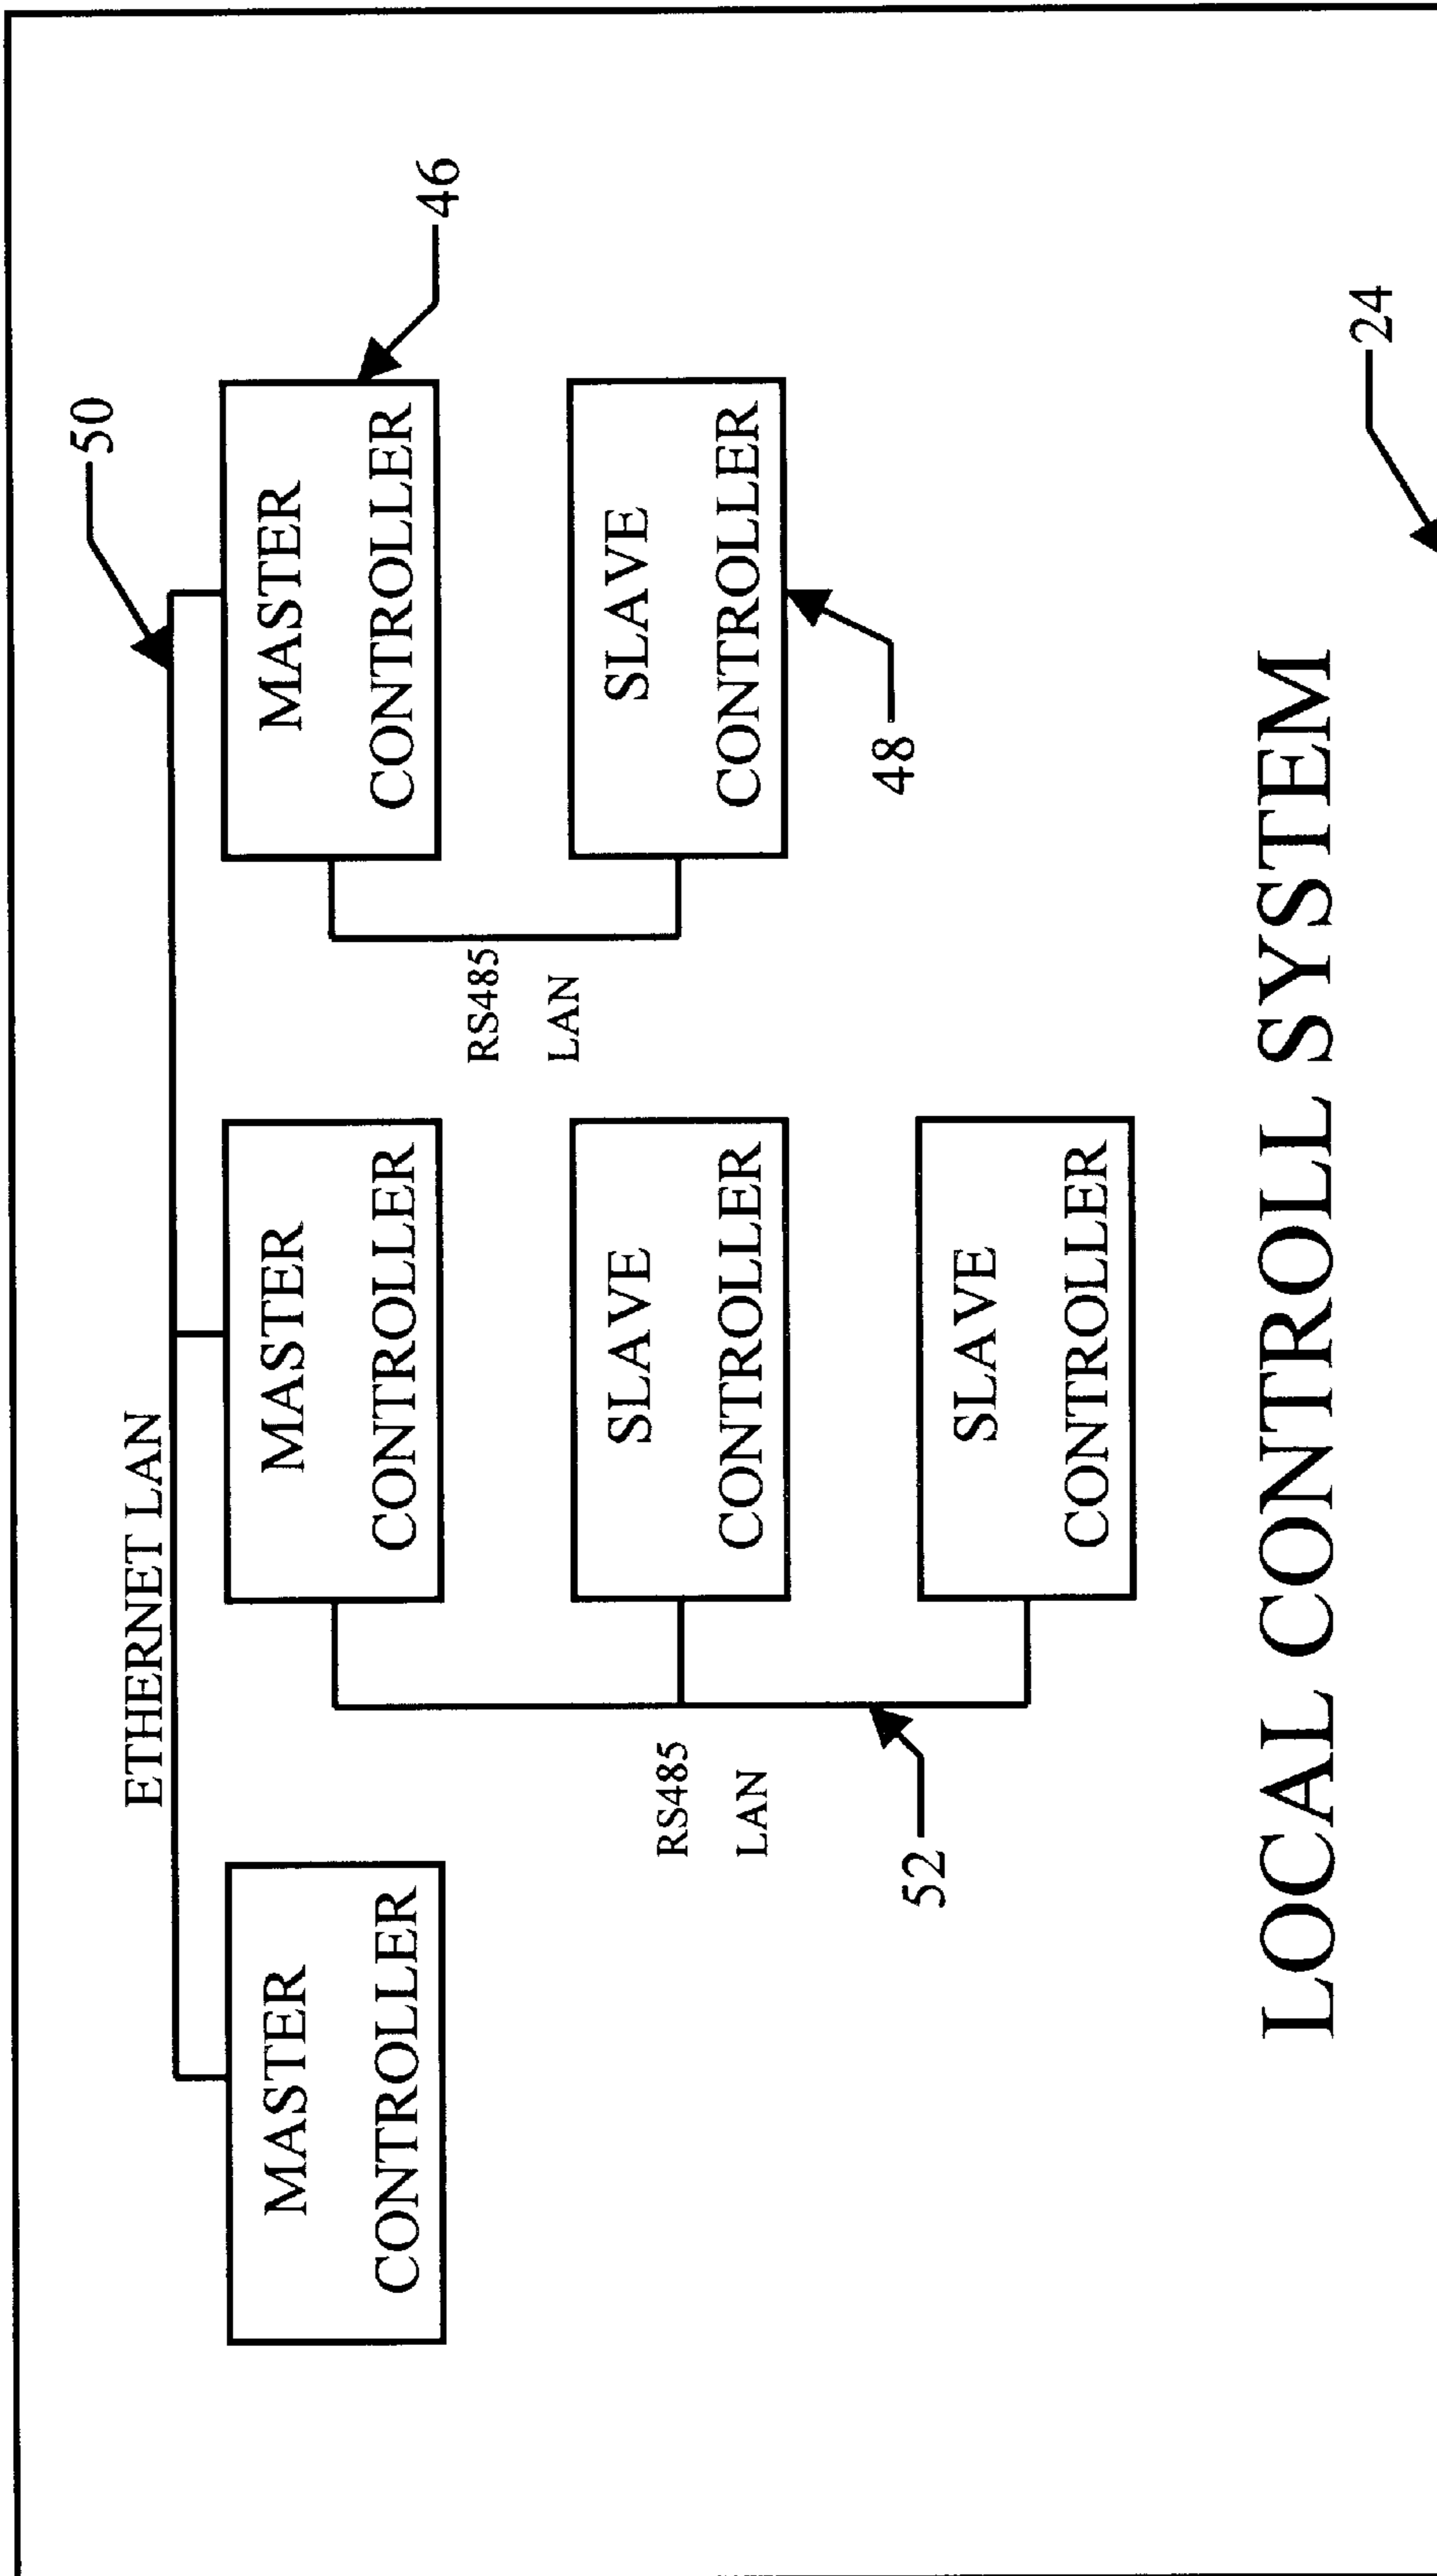 50
ETHERNET LAN
MASTER
CONTROLLER
MASTER
CONTROLLER
MASTER
CONTROLLER
46
RS485
LAN
SLAVE
CONTROLLER
SLAVE
CONTROLLER
48
RS485
LAN
52
SLAVE
CONTROLLER
LOCAL CONTROLL SYSTEM
24